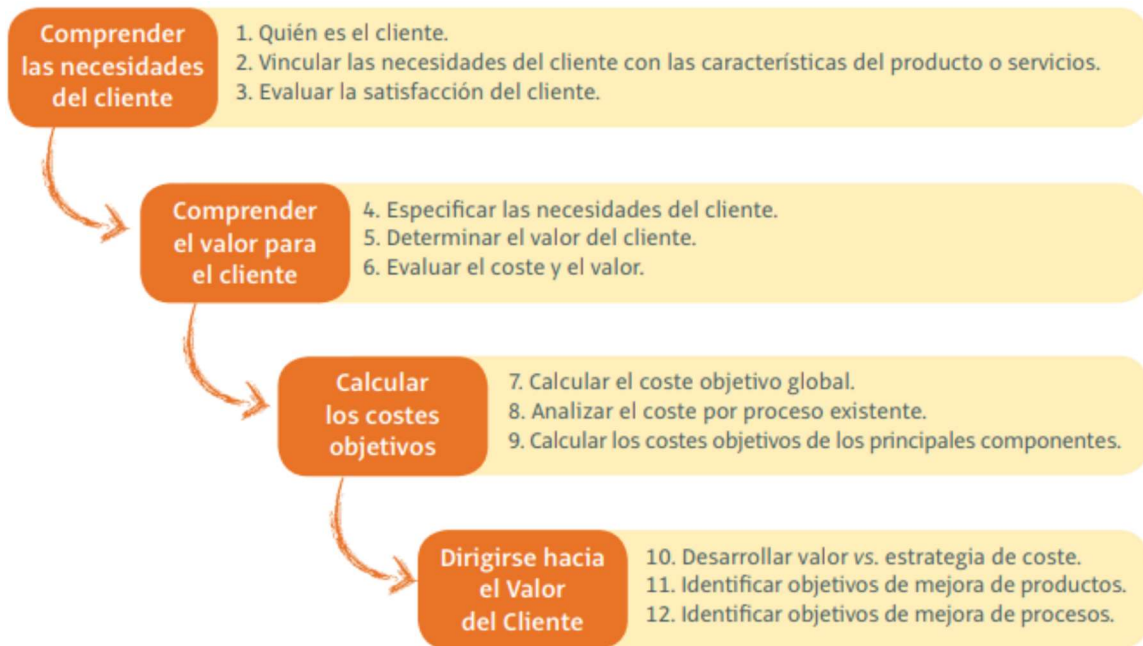 Comprender
las necesidades
del cliente
1. Quién es el cliente.
2. Vincular las necesidades del cliente con las características del producto o servicios.
3. Evaluar la satisfacción del cliente.
Comprender
el valor para
el cliente
4. Especificar las necesidades del cliente.
5. Determinar el valor del cliente.
6. Evaluar el coste y el valor.
Calcular
los costes
objetivos
7. Calcular el coste objetivo global.
8. Analizar el coste por proceso existente.
9. Calcular los costes objetivos de los principales componentes.
Dirigirse hacia
el Valor
del Cliente
10. Desarrollar valor vs. estrategia de coste.
11. Identificar objetivos de mejora de productos.
12. Identificar objetivos de mejora de procesos.